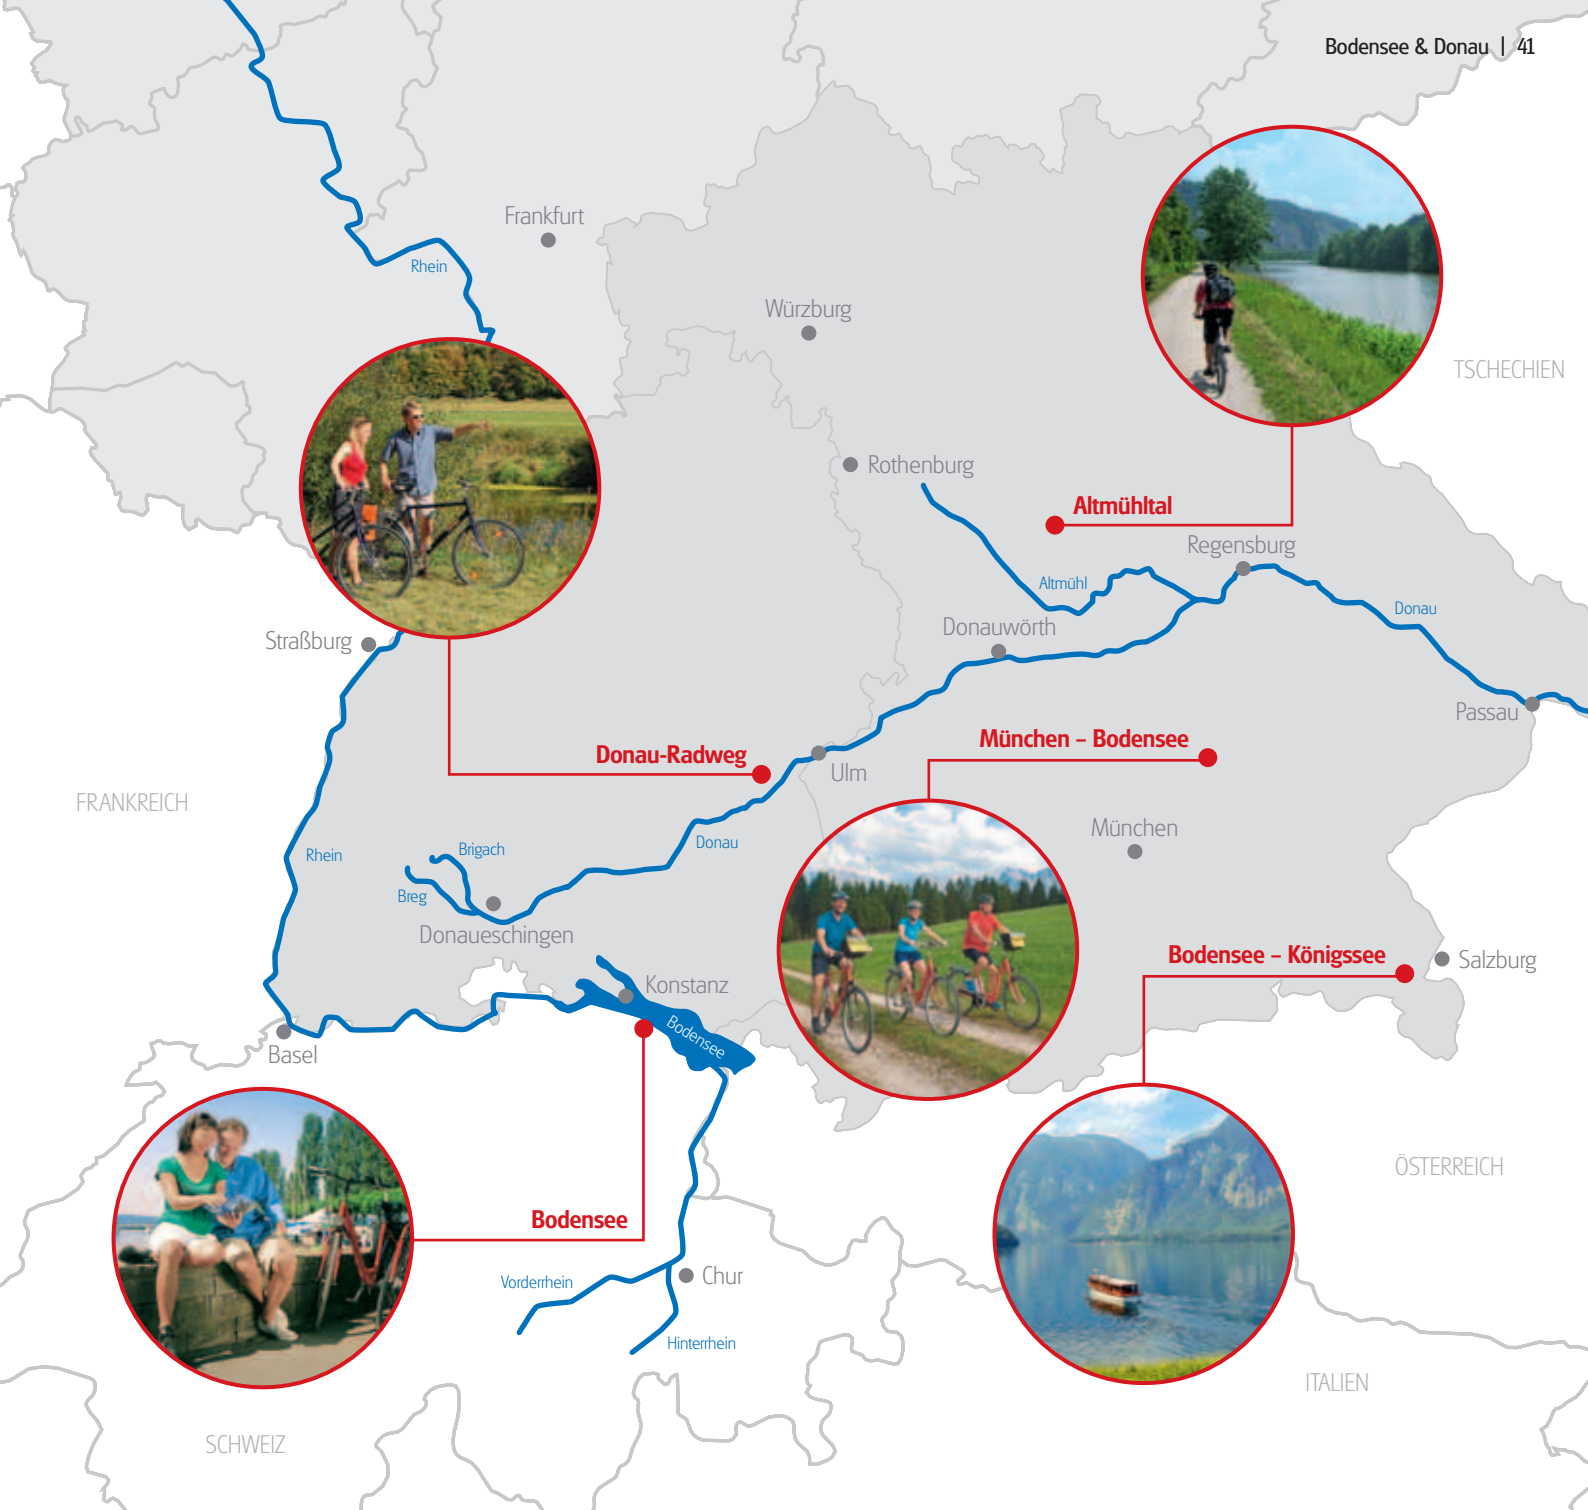 Bodensee & Donau | 41
Frankfurt
Rhein
Würzburg
TSCHECHIEN
Rothenburg
Altmühltal
Regensburg
Altmühl
Donau
Donauwörth
Straßburg
Passau
München – Bodensee
Donau-Radweg
Ulm
FRANKREICH
München
Donau
Rhein
Brigach
Breg
Donaueschingen
Bodensee – Königssee
Salzburg
Konstanz
Bodensee
Basel
ÖSTERREICH
Bodensee
Chur
Vorderrhein
Hinterrhein
ITALIEN
SCHWEIZ